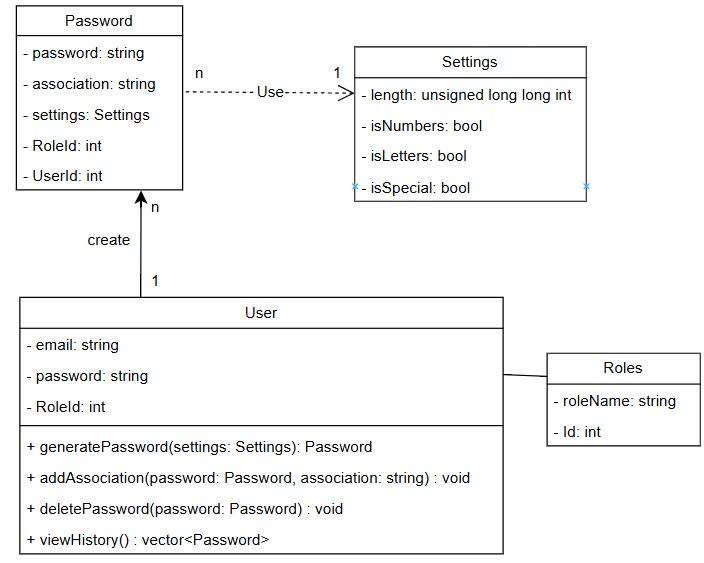 Password
- password: string
- association: string
- settings: Settings
- RoleId: int
- UserId: int
n
1
Use
Settings
- length: unsigned long long int
- isNumbers: bool
- isLetters: bool
- isSpecial: bool
n
create
1
User
- email: string
- password: string
- RoleId: int
+ generatePassword(settings: Settings): Password
+ addAssociation(password: Password, association: string) : void
+ deletePassword(password: Password) : void
+ viewHistory() : vector<Password>
Roles
- roleName: string
- Id: int